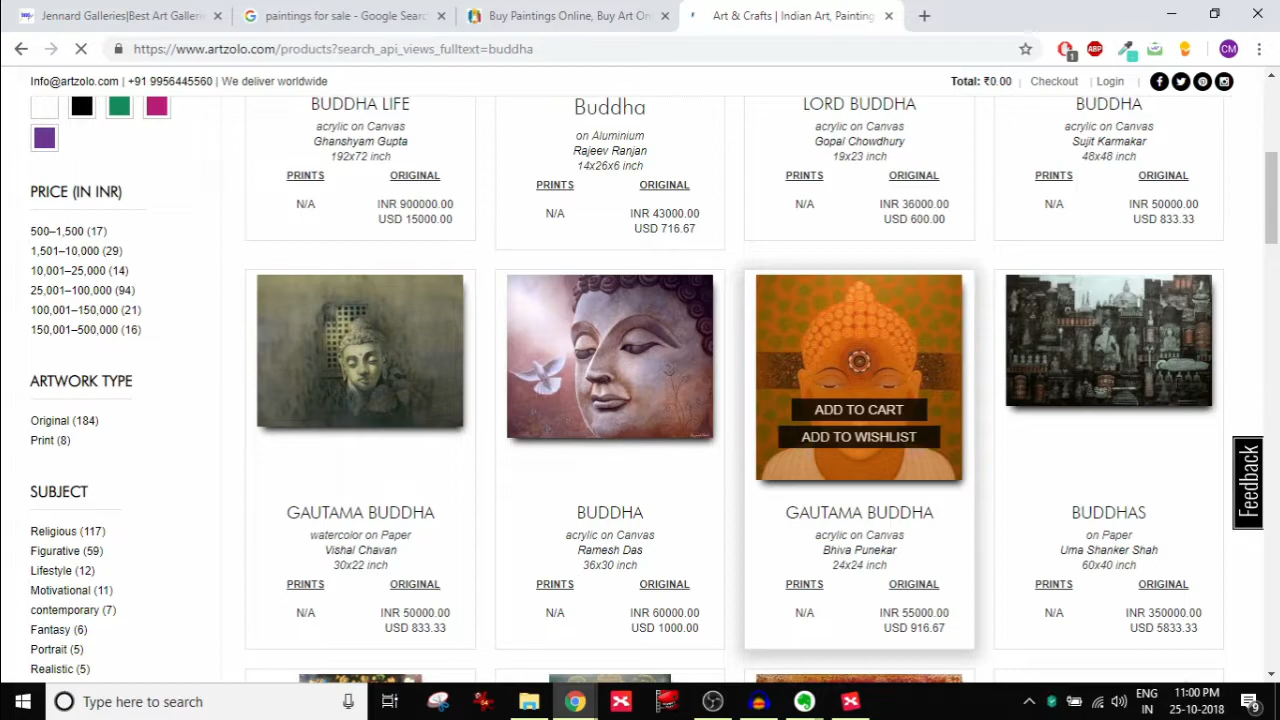 Jennard Galleries|Best Art Galleri
paintings for sale - Google Searc
Buy Paintings Online, Buy Art On
Art & Crafts | Indian Art, Painting
https://www.artzolo.com/products?search_api_views_fulltext=buddha
1
ABP
CM
Info@artzolo.com | +91 9956445560 | We deliver worldwide
Total: ₹0.00 | Checkout | Login |
BUDDHA LIFE
acrylic on Canvas
Ghanshyam Gupta
192x72 inch
PRINTS ORIGINAL
N/A INR 900000.00
USD 15000.00
Buddha
on Aluminium
Rajeev Ranjan
14x26x6 inch
PRINTS ORIGINAL
N/A INR 43000.00
USD 716.67
LORD BUDDHA
acrylic on Canvas
Gopal Chowdhury
19x23 inch
PRINTS ORIGINAL
N/A INR 36000.00
USD 600.00
BUDDHA
acrylic on Canvas
Sujit Karmakar
48x48 inch
PRINTS ORIGINAL
N/A INR 50000.00
USD 833.33
PRICE (IN INR)
500–1,500 (17)
1,501–10,000 (29)
10,001–25,000 (14)
25,001–100,000 (94)
100,001–150,000 (21)
150,001–500,000 (16)
ARTWORK TYPE
Original (184)
Print (8)
SUBJECT
Religious (117)
Figurative (59)
Lifestyle (12)
Motivational (11)
contemporary (7)
Fantasy (6)
Portrait (5)
Realistic (5)
GAUTAMA BUDDHA
watercolor on Paper
Vishal Chavan
30x22 inch
PRINTS ORIGINAL
N/A INR 50000.00
USD 833.33
BUDDHA
acrylic on Canvas
Ramesh Das
36x30 inch
PRINTS ORIGINAL
N/A INR 60000.00
USD 1000.00
ADD TO CART
ADD TO WISHLIST
GAUTAMA BUDDHA
acrylic on Canvas
Bhiva Punekar
24x24 inch
PRINTS ORIGINAL
N/A INR 55000.00
USD 916.67
BUDDHAS
on Paper
Uma Shanker Shah
60x40 inch
PRINTS ORIGINAL
N/A INR 350000.00
USD 5833.33
Feedback
Type here to search
ENG
IN
11:00 PM
25-10-2018
9